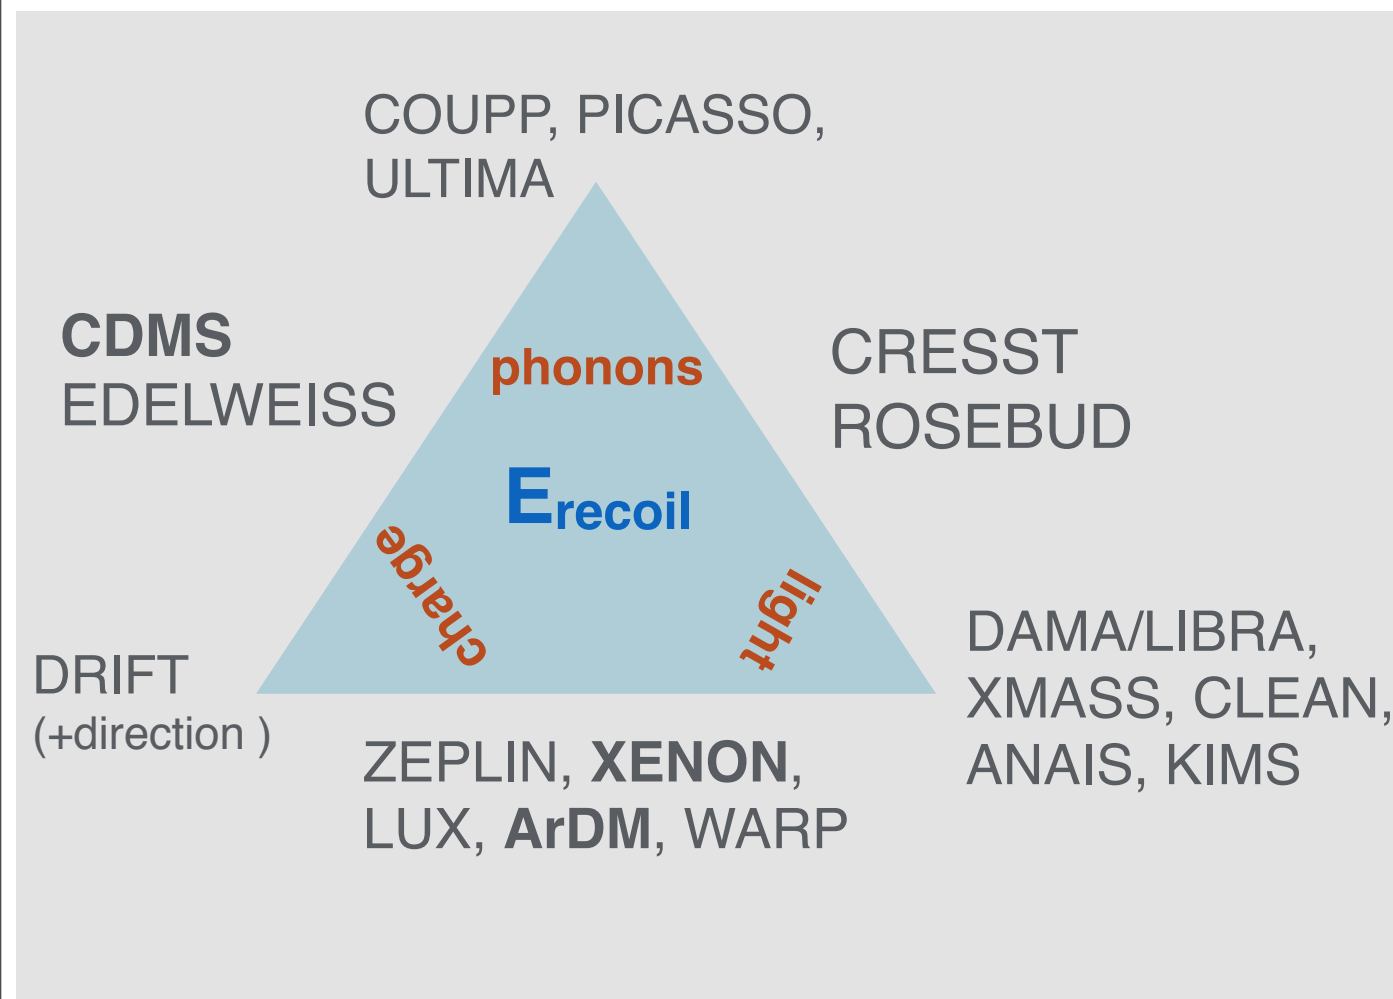 COUPP, PICASSO,
ULTIMA
CDMS
EDELWEISS
phonons
CRESST
ROSEBUD
Erecoil
charge
light
DRIFT
(+direction )
DAMA/LIBRA,
XMASS, CLEAN,
ANAIS, KIMS
ZEPLIN, XENON,
LUX, ArDM, WARP